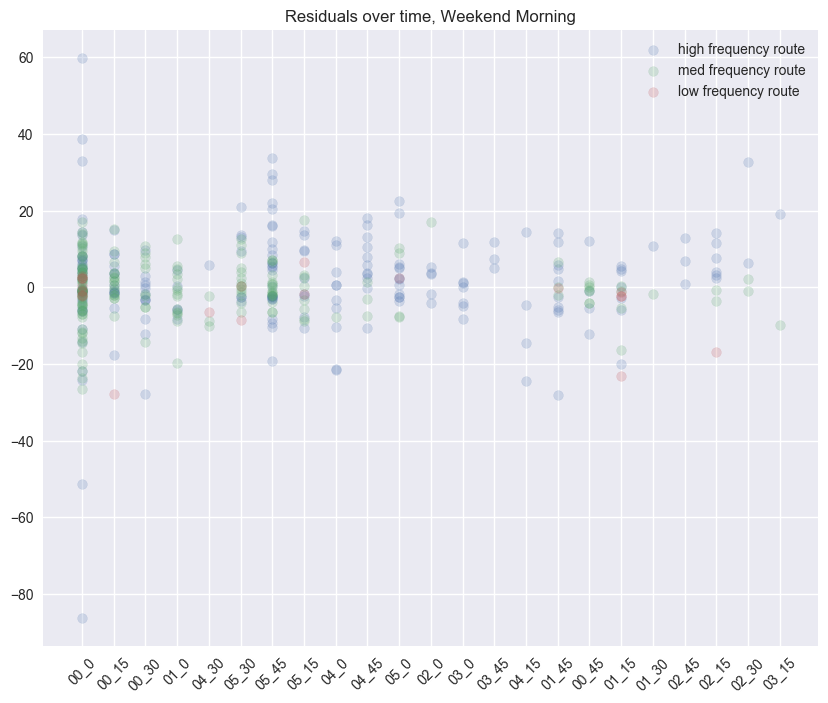 Residuals over time, Weekend Morning
high frequency route
med frequency route
low frequency route
60
40
20
0
−20
−40
−60
−80
00_0 00_15 00_30 01_0 04_30 05_30 05_45 05_15 04_0 04_45 05_0 02_0 03_0 03_45 04_15 01_45 00_45 01_15 01_30 02_45 02_15 02_30 03_15